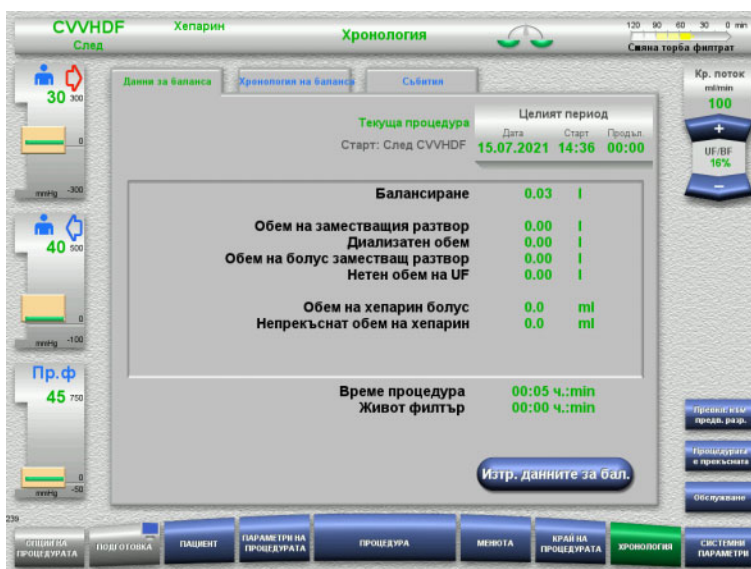 CVVHDF Хепарин
След
Хронология
120 90 60 30 0 min
Смяна торба филтрат
30 300
0
mmHg -300
40 500
0
mmHg -100
Пр.ф
45 750
0
mmHg -50
Данни за баланса Хронология на баланса Събития
Целият период
Текуща процедура Дата Старт Продъл.
Старт: След CVVHDF 15.07.2021 14:36 00:00
Балансиране 0.03 l
Обем на заместващия разтвор 0.00 l
Диализатен обем 0.00 l
Обем на болус заместващ разтвор 0.00 l
Нетен обем на UF 0.00 l
Обем на хепарин болус 0.0 ml
Непрекъснат обем на хепарин 0.0 ml
Време процедура 00:05 ч.:min
Живот филтър 00:00 ч.:min
Изтр. данните за бал.
Кр. поток
ml/min
100
+
UF/BF
16%
−
предв. разр.
Процедурата
е прекъсната
Обслужване
239
ОПЦИИ НА
ПРОЦЕДУРАТА
ПОДГОТОВКА
ПАЦИЕНТ
ПАРАМЕТРИ НА
ПРОЦЕДУРАТА
ПРОЦЕДУРА
МЕНЮТА
КРАЙ НА
ПРОЦЕДУРАТА
ХРОНОЛОГИЯ
СИСТЕМНИ
ПАРАМЕТРИ